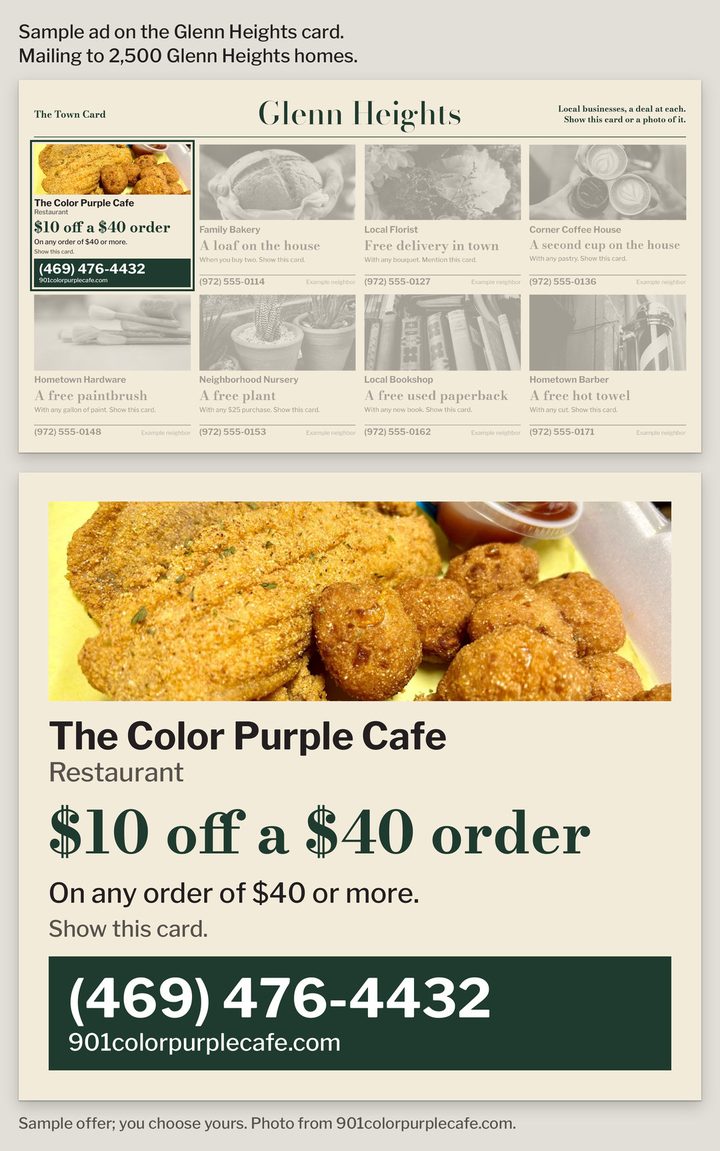 Sample ad on the Glenn Heights card.
Mailing to 2,500 Glenn Heights homes.
The Town Card
Glenn Heights
Local businesses, a deal at each.
Show this card or a photo of it.
The Color Purple Cafe
Restaurant
$10 off a $40 order
On any order of $40 or more.
Show this card.
(469) 476-4432
901colorpurplecafe.com
Family Bakery
A loaf on the house
When you buy two. Show this card.
(972) 555-0114
Example neighbor
Local Florist
Free delivery in town
With any bouquet. Mention this card.
(972) 555-0127
Example neighbor
Corner Coffee House
A second cup on the house
With any pastry. Show this card.
(972) 555-0136
Example neighbor
Hometown Hardware
A free paintbrush
With any gallon of paint. Show this card.
(972) 555-0148
Example neighbor
Neighborhood Nursery
A free plant
With any $25 purchase. Show this card.
(972) 555-0153
Example neighbor
Local Bookshop
A free used paperback
With any new book. Show this card.
(972) 555-0162
Example neighbor
Hometown Barber
A free hot towel
With any cut. Show this card.
(972) 555-0171
Example neighbor
The Color Purple Cafe
Restaurant
$10 off a $40 order
On any order of $40 or more.
Show this card.
(469) 476-4432
901colorpurplecafe.com
Sample offer; you choose yours. Photo from 901colorpurplecafe.com.